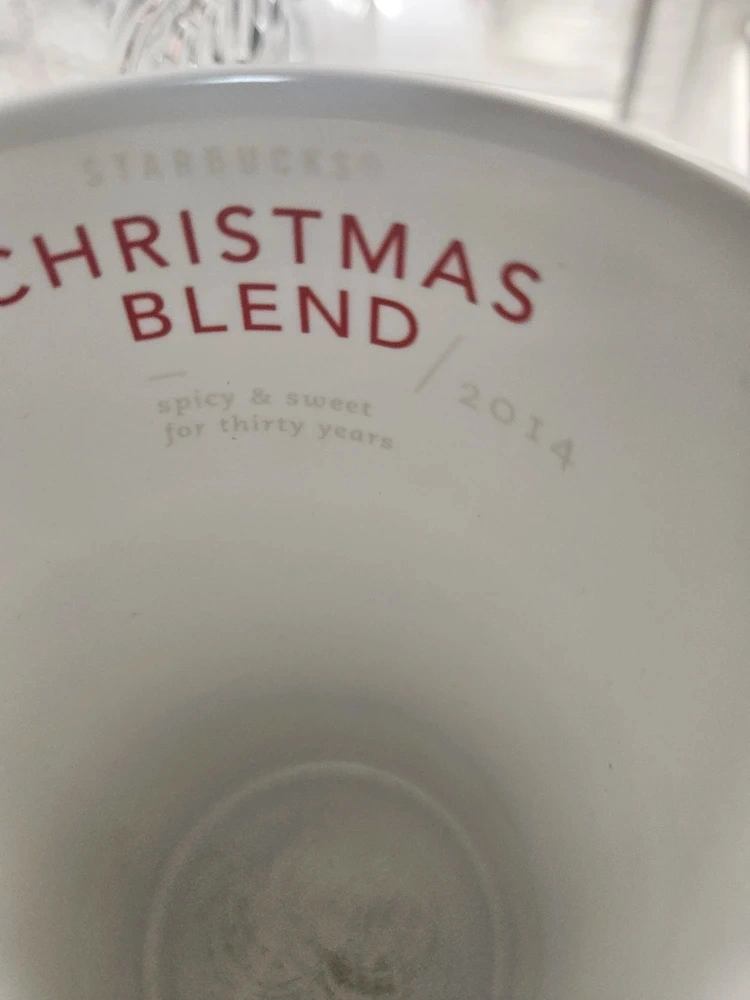 STARBUCKS®
CHRISTMAS
BLEND / 2014
spicy & sweet
for thirty years